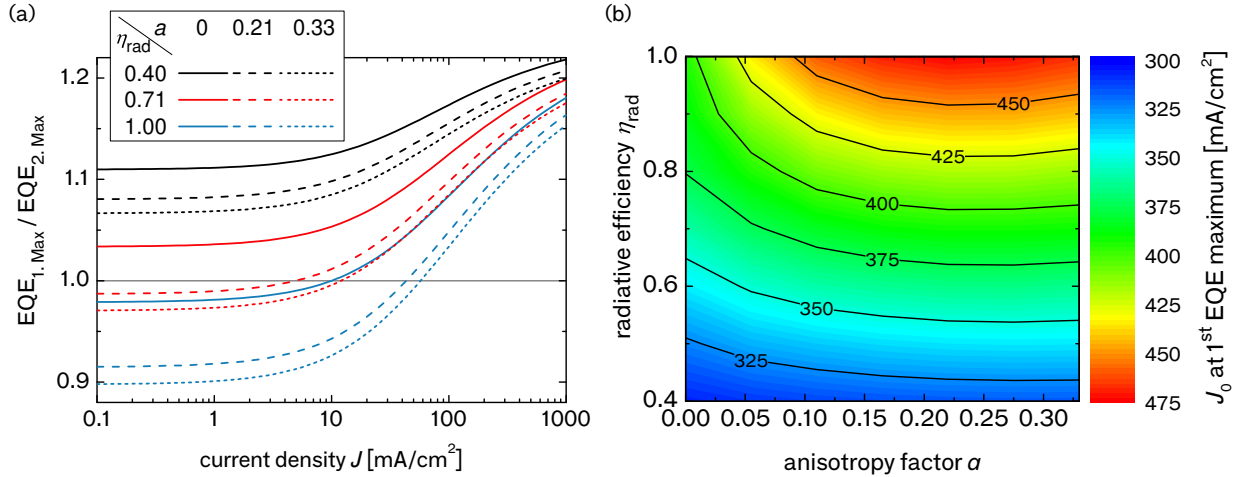 (a)
a 0 0.21 0.33
η_rad
0.40
0.71
1.00
1.2
1.1
1.0
0.9
EQE_1. Max / EQE_2. Max
0.1 1 10 100 1000
current density J [mA/cm²]
(b)
1.0
0.8
0.6
0.4
radiative efficiency η_rad
450
425
400
375
350
325
0.00 0.05 0.10 0.15 0.20 0.25 0.30
anisotropy factor a
300
325
350
375
400
425
450
475
J_0 at 1^st EQE maximum [mA/cm²]